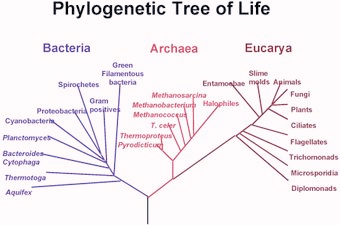 Phylogenetic Tree of Life
Bacteria
Archaea
Eucarya
Green
Filamentous
bacteria
Spirochetes
Gram
positives
Proteobacteria
Cyanobacteria
Planctomyces
Bacteroides
Cytophaga
Thermotoga
Aquifex
Methanosarcina
Methanobacterium
Halophiles
Methanococcus
T. celer
Thermoproteus
Pyrodicticum
Entamoebae
Slime
molds
Animals
Fungi
Plants
Ciliates
Flagellates
Trichomonads
Microsporidia
Diplomonads